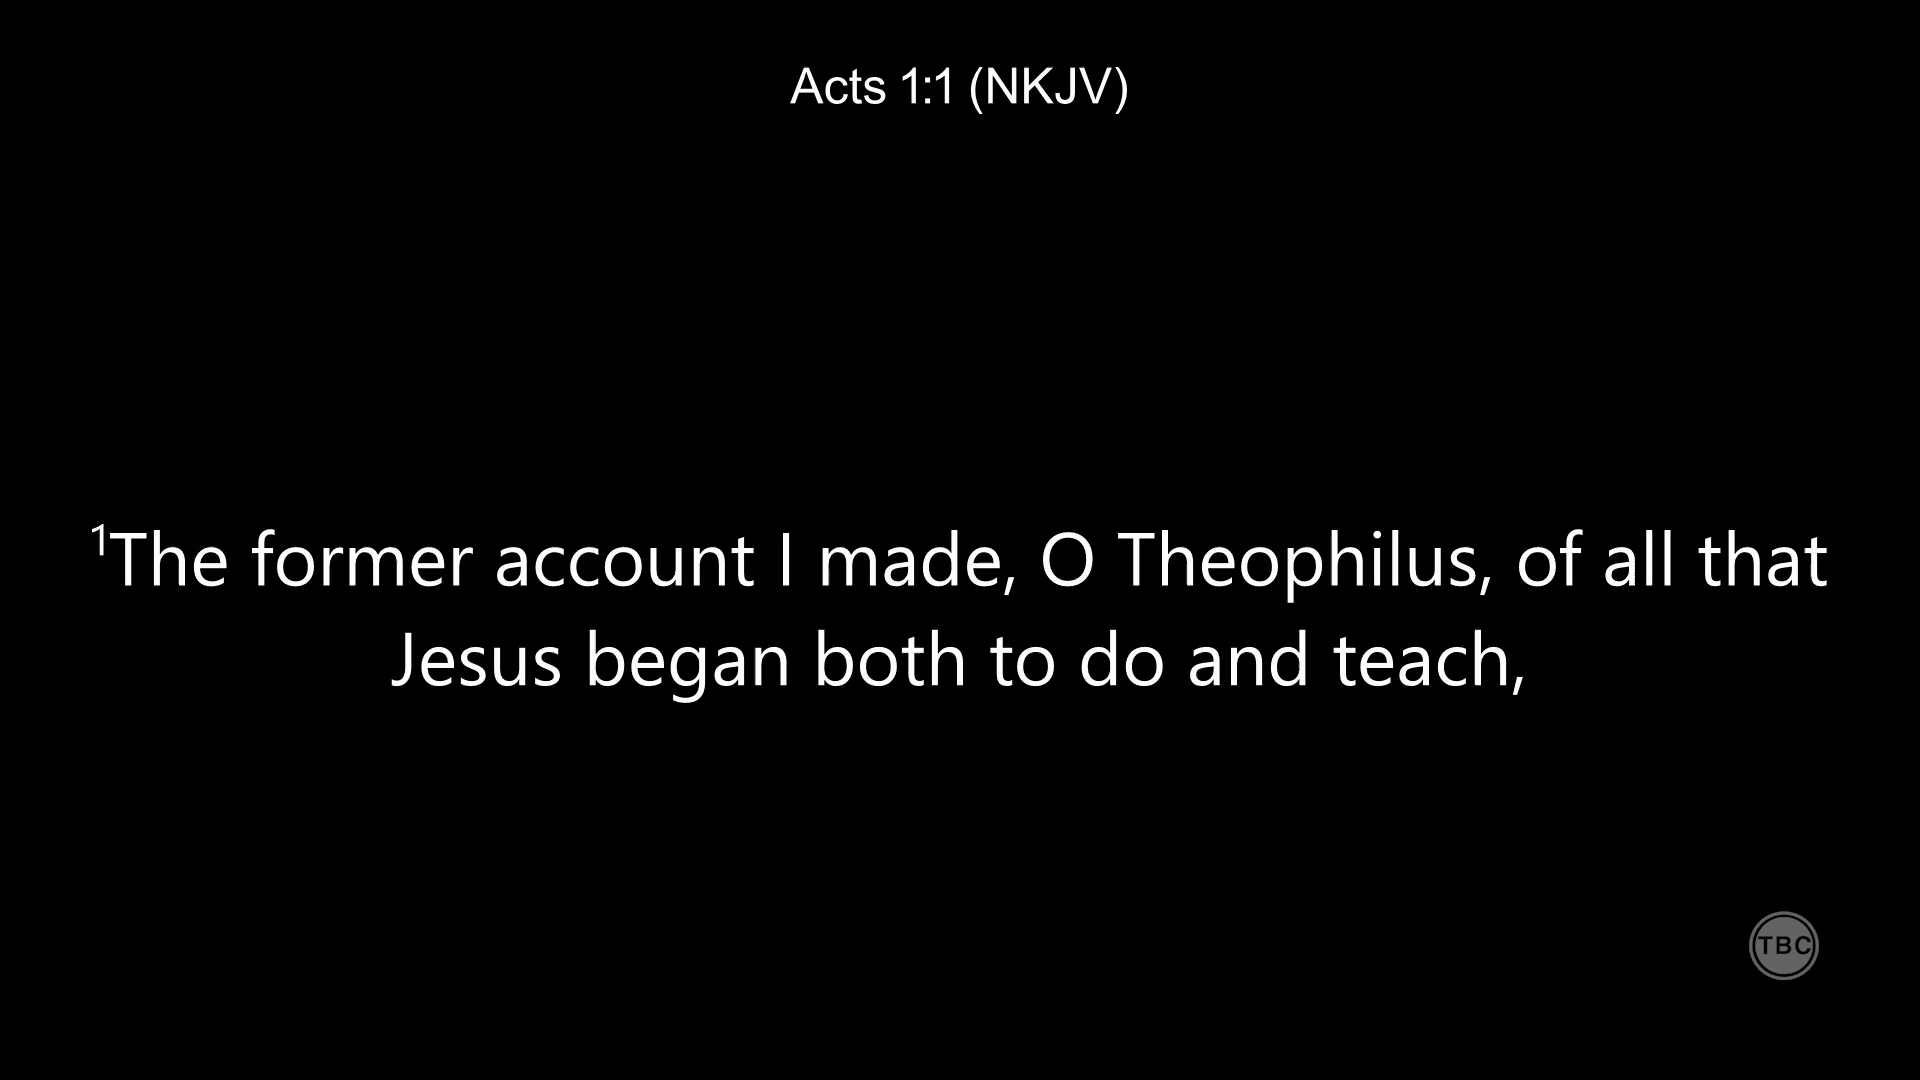 Acts 1:1 (NKJV)
¹The former account I made, O Theophilus, of all that
Jesus began both to do and teach,
TBC